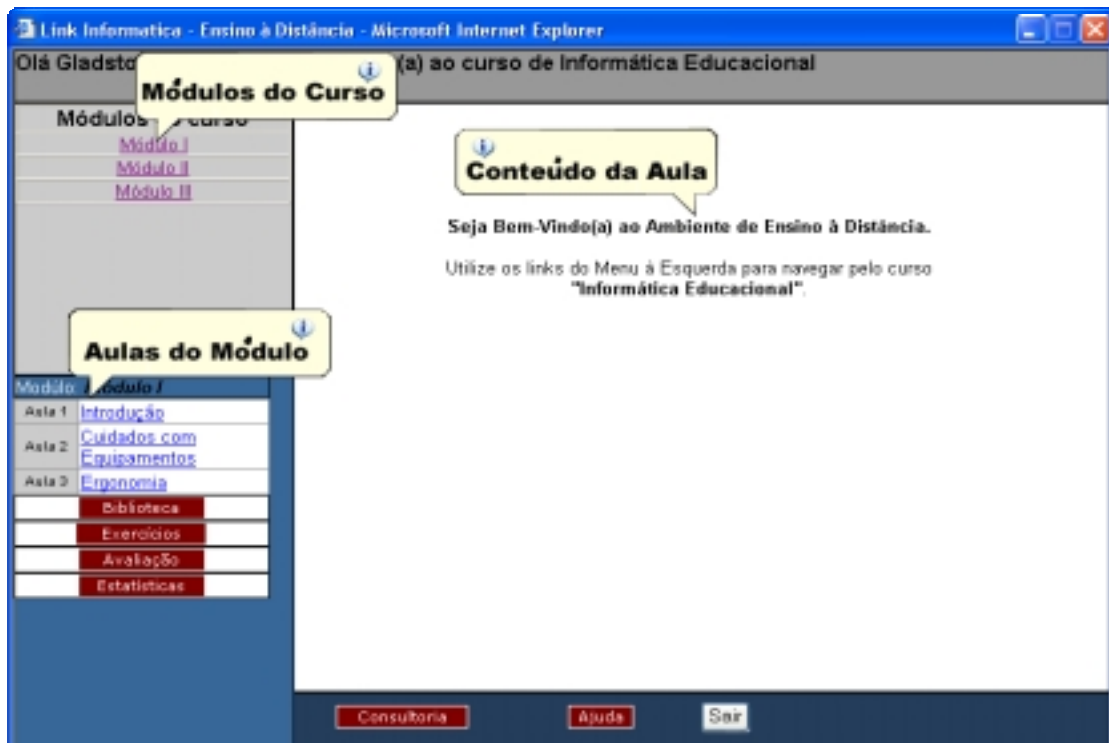 Link Informatica - Ensino à Distância - Microsoft Internet Explorer
Olá Gladsto (a) ao curso de Informática Educacional
Módulos do Curso
Módulos curso
Módulo I
Módulo II
Módulo III
Conteúdo da Aula
Seja Bem-Vindo(a) ao Ambiente de Ensino à Distância.
Utilize os links do Menu à Esquerda para navegar pelo curso
"Informática Educacional".
Aulas do Módulo
Modúlo: Módulo I
Aula 1 Introdução
Aula 2 Cuidados com
Equipamentos
Aula 3 Ergonomia
Biblioteca
Exercícios
Avaliação
Estatísticas
Consultoria Ajuda Sair